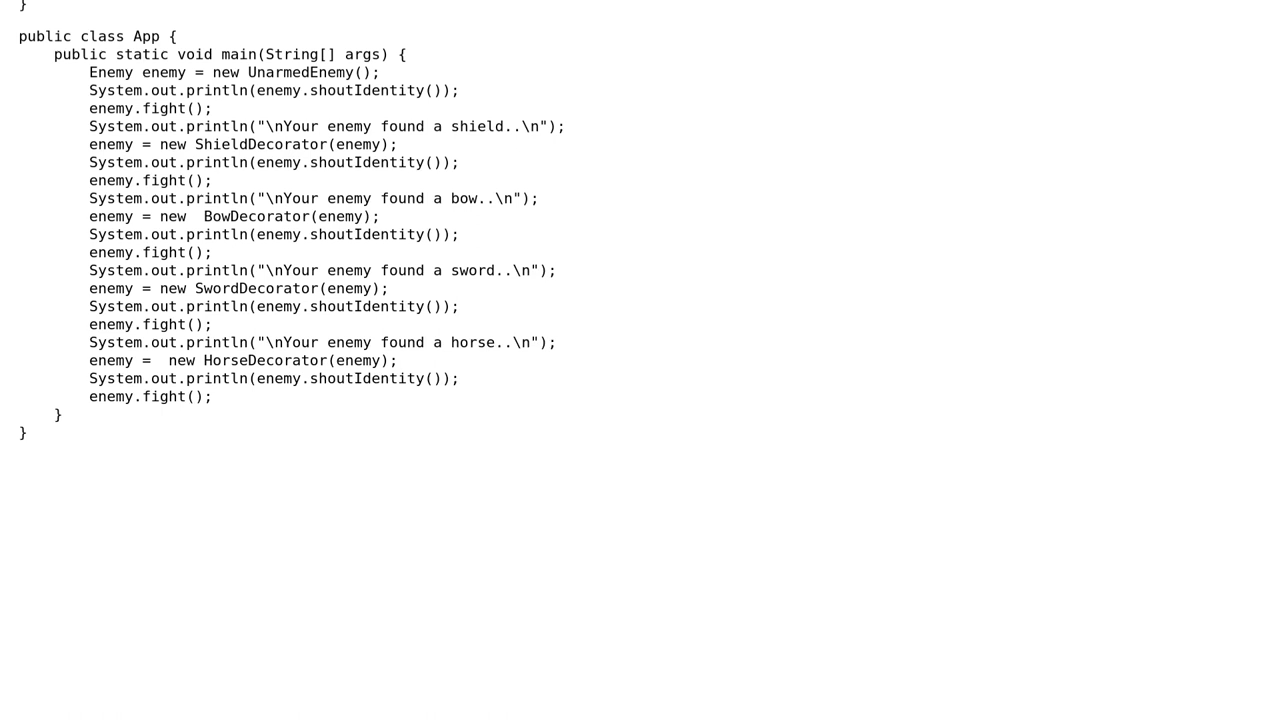 }
public class App {
    public static void main(String[] args) {
        Enemy enemy = new UnarmedEnemy();
        System.out.println(enemy.shoutIdentity());
        enemy.fight();
        System.out.println("\nYour enemy found a shield..\n");
        enemy = new ShieldDecorator(enemy);
        System.out.println(enemy.shoutIdentity());
        enemy.fight();
        System.out.println("\nYour enemy found a bow..\n");
        enemy = new  BowDecorator(enemy);
        System.out.println(enemy.shoutIdentity());
        enemy.fight();
        System.out.println("\nYour enemy found a sword..\n");
        enemy = new SwordDecorator(enemy);
        System.out.println(enemy.shoutIdentity());
        enemy.fight();
        System.out.println("\nYour enemy found a horse..\n");
        enemy =  new HorseDecorator(enemy);
        System.out.println(enemy.shoutIdentity());
        enemy.fight();
    }
}